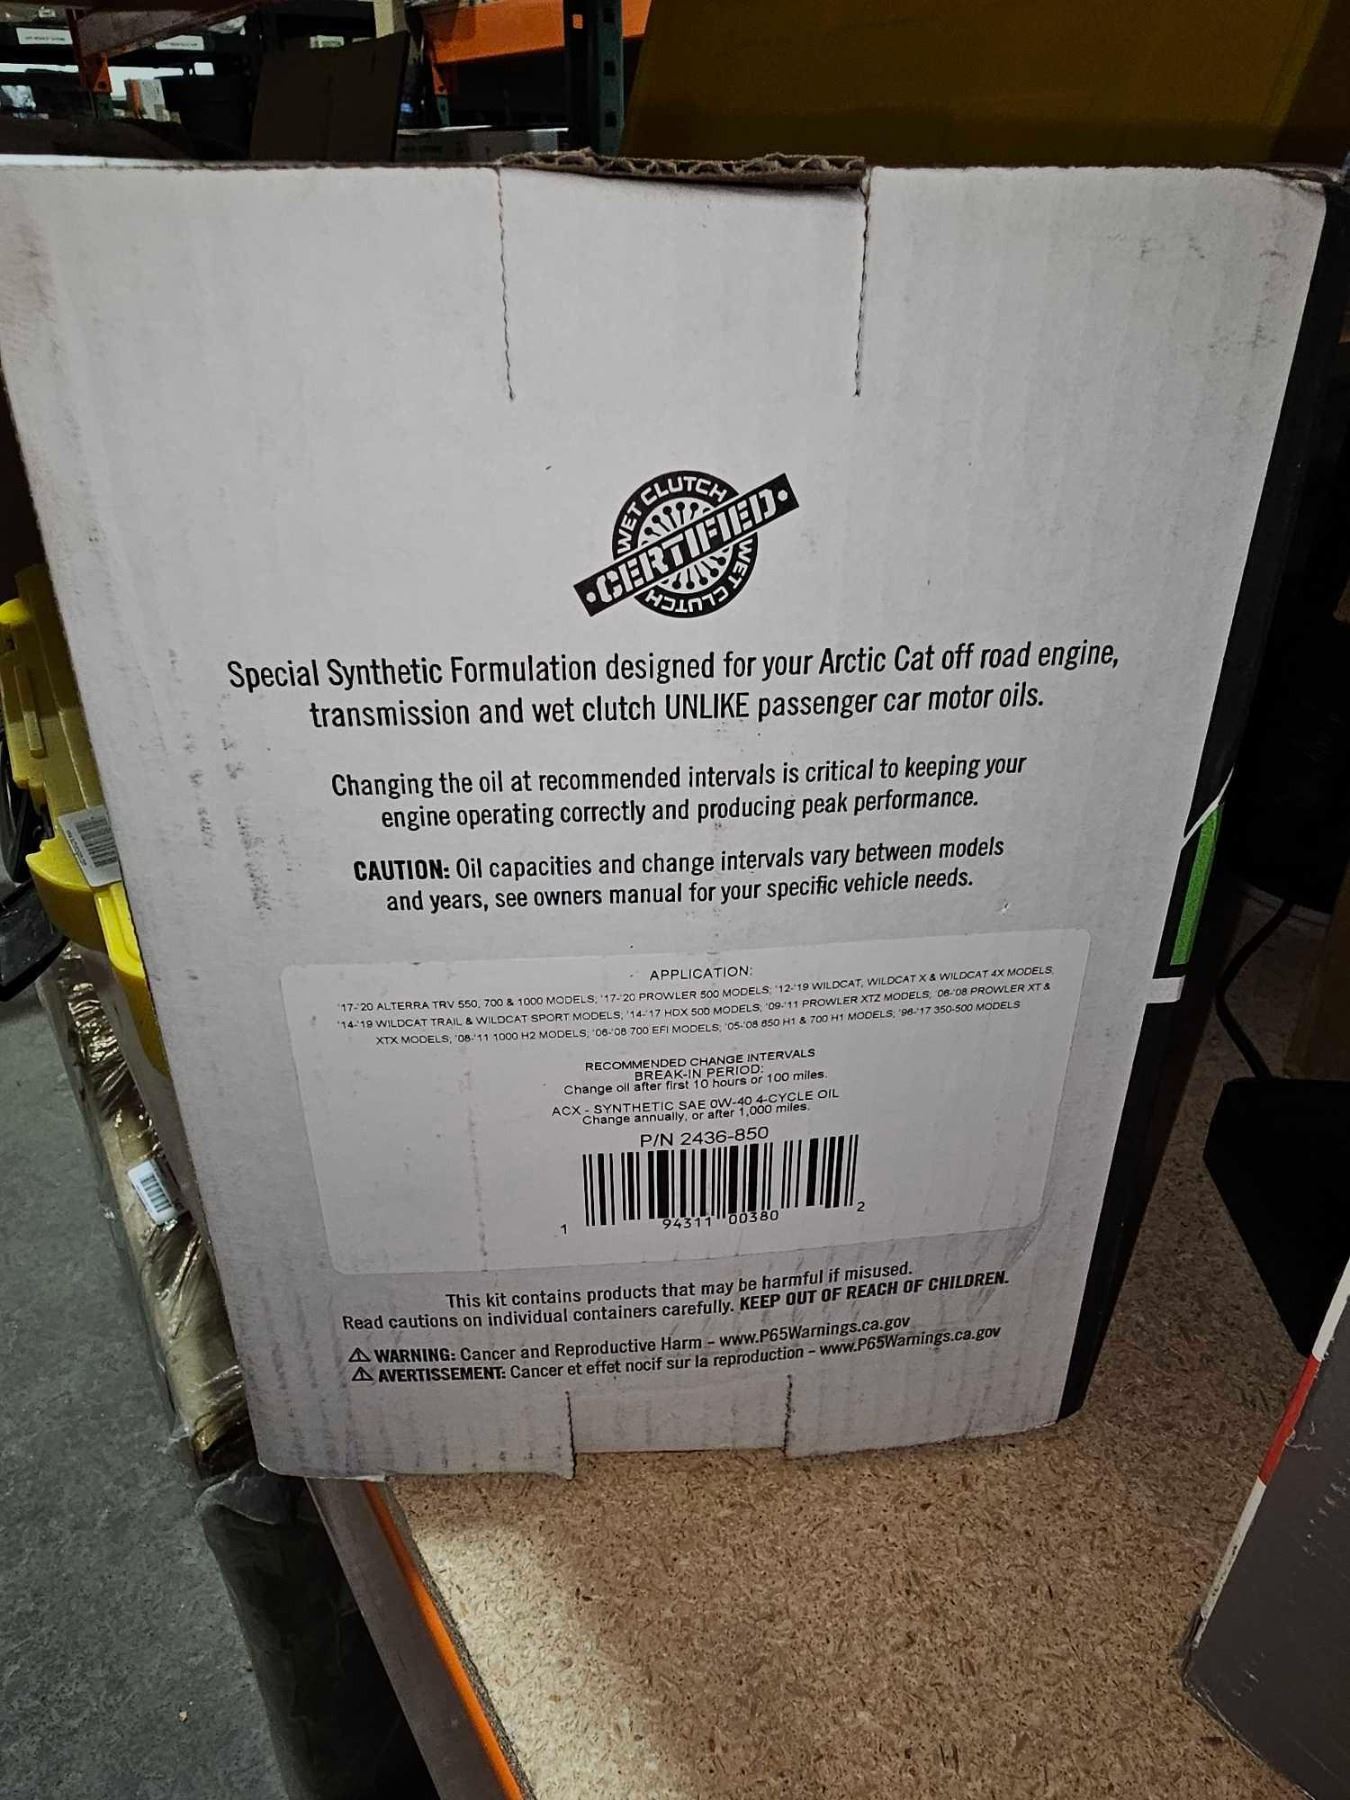 WET CLUTCH
CERTIFIED
WET CLUTCH
Special Synthetic Formulation designed for your Arctic Cat off road engine,
transmission and wet clutch UNLIKE passenger car motor oils.
Changing the oil at recommended intervals is critical to keeping your
engine operating correctly and producing peak performance.
CAUTION: Oil capacities and change intervals vary between models
and years, see owners manual for your specific vehicle needs.
APPLICATION:
'17-'20 ALTERRA TRV 550, 700 & 1000 MODELS, '17-'20 PROWLER 500 MODELS, '12-'19 WILDCAT, WILDCAT X & WILDCAT 4X MODELS,
'14-'19 WILDCAT TRAIL & WILDCAT SPORT MODELS, '14-'17 HDX 500 MODELS, '09-'11 PROWLER XTZ MODELS, '06-'08 PROWLER XT &
XTX MODELS, '08-'11 1000 H2 MODELS, '06-'08 700 EFI MODELS, '05-'08 650 H1 & 700 H1 MODELS, '96-'17 350-500 MODELS
RECOMMENDED CHANGE INTERVALS
BREAK-IN PERIOD:
Change oil after first 10 hours or 100 miles.
ACX - SYNTHETIC SAE 0W-40 4-CYCLE OIL
Change annually, or after 1,000 miles.
P/N 2436-850
1 94311 00380 2
This kit contains products that may be harmful if misused.
Read cautions on individual containers carefully. KEEP OUT OF REACH OF CHILDREN.
⚠ WARNING: Cancer and Reproductive Harm - www.P65Warnings.ca.gov
⚠ AVERTISSEMENT: Cancer et effet nocif sur la reproduction - www.P65Warnings.ca.gov